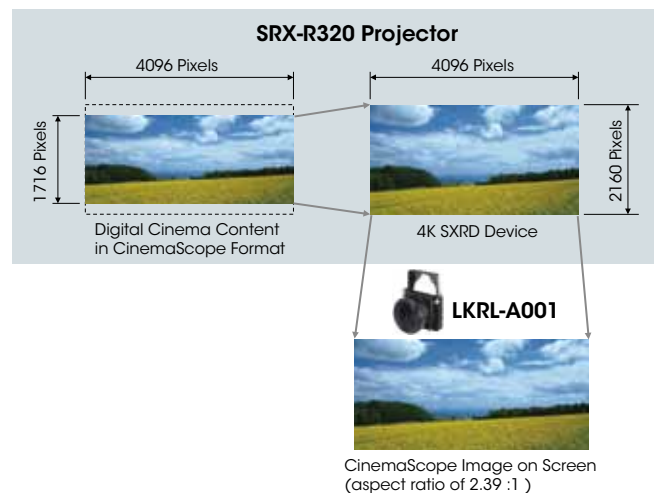 SRX-R320 Projector
4096 Pixels
4096 Pixels
1716 Pixels
2160 Pixels
Digital Cinema Content
in CinemaScope Format
4K SXRD Device
LKRL-A001
CinemaScope Image on Screen
(aspect ratio of 2.39 :1 )